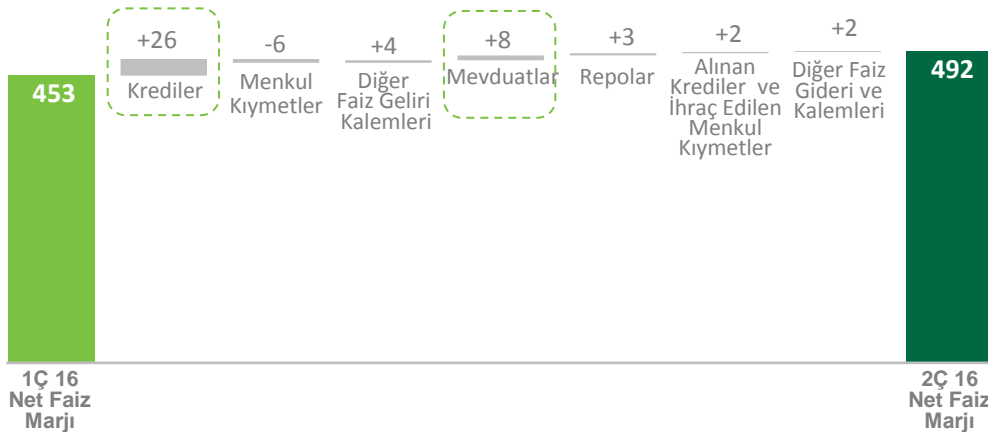 453
+26
Krediler
-6
Menkul
Kıymetler
+4
Diğer
Faiz Geliri
Kalemleri
+8
Mevduatlar
+3
Repolar
+2
Alınan
Krediler ve
İhraç Edilen
Menkul
Kıymetler
+2
Diğer Faiz
Gideri ve
Kalemleri
492
1Ç 16
Net Faiz
Marjı
2Ç 16
Net Faiz
Marjı